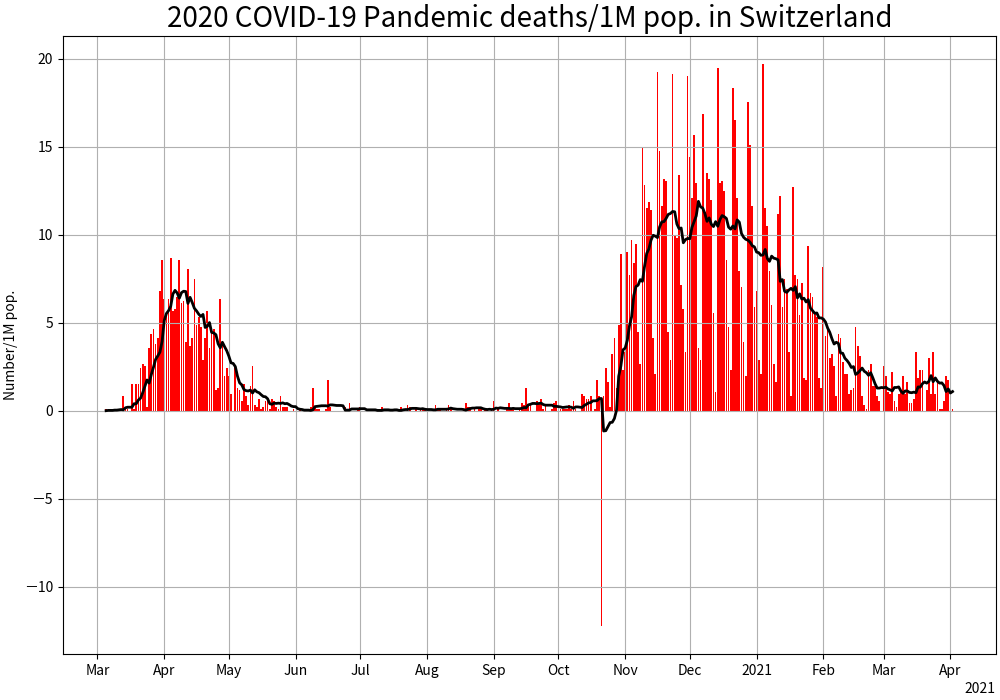 2020 COVID-19 Pandemic deaths/1M pop. in Switzerland
Number/1M pop.
20
15
10
5
0
−5
−10
Mar Apr May Jun Jul Aug Sep Oct Nov Dec 2021 Feb Mar Apr
2021